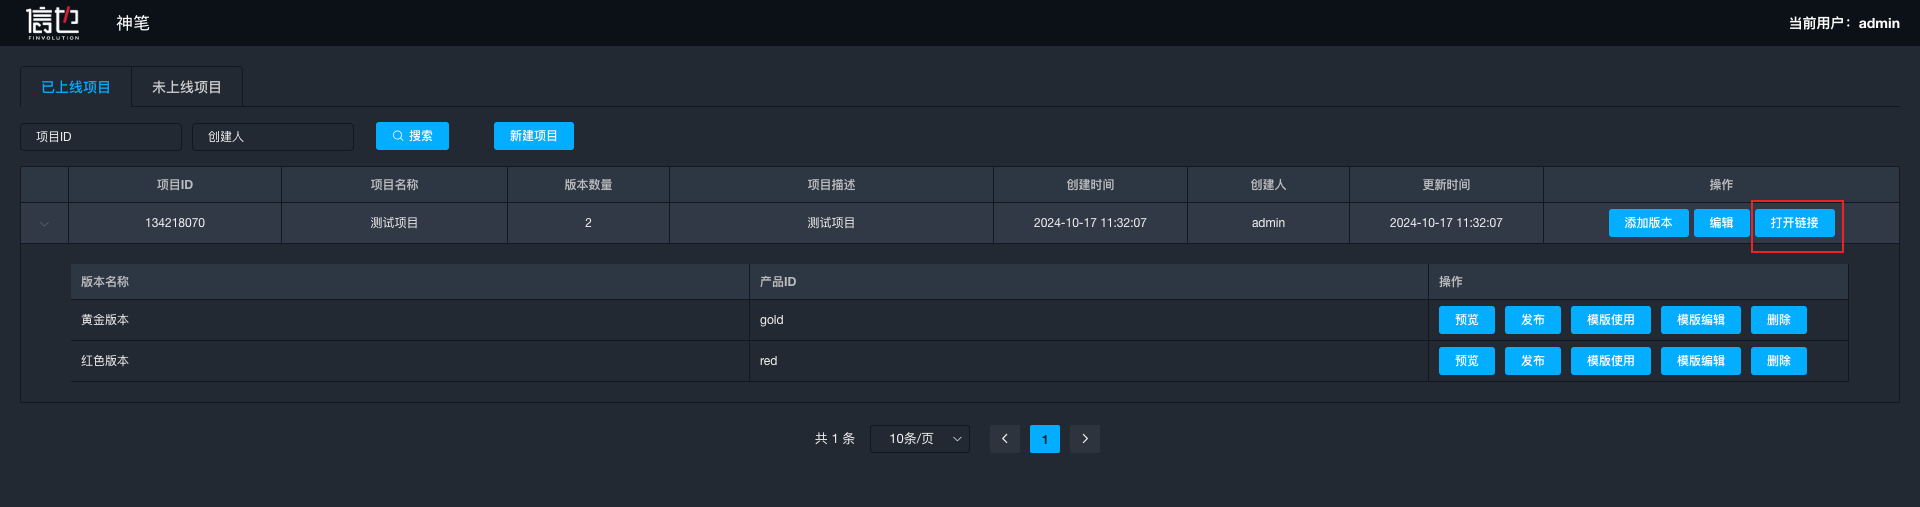 信也
FINVOLUTION
神笔
当前用户：admin
已上线项目 未上线项目
项目ID 创建人 搜索 新建项目
项目ID 项目名称 版本数量 项目描述 创建时间 创建人 更新时间 操作
134218070 测试项目 2 测试项目 2024-10-17 11:32:07 admin 2024-10-17 11:32:07 添加版本 编辑 打开链接
版本名称 产品ID 操作
黄金版本 gold 预览 发布 模版使用 模版编辑 删除
红色版本 red 预览 发布 模版使用 模版编辑 删除
共 1 条 10条/页 1